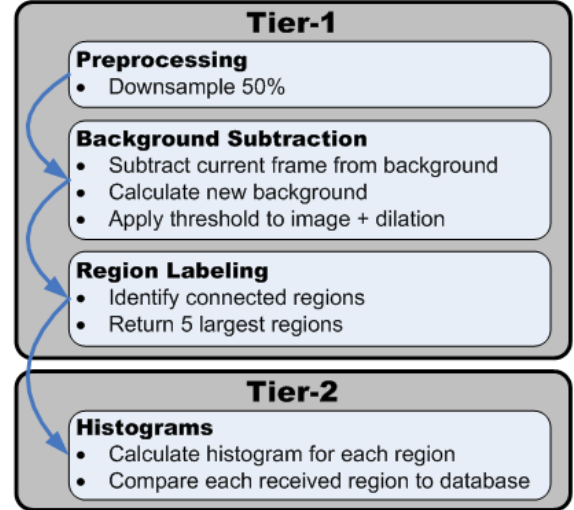 Tier-1
Preprocessing
• Downsample 50%
Background Subtraction
• Subtract current frame from background
• Calculate new background
• Apply threshold to image + dilation
Region Labeling
• Identify connected regions
• Return 5 largest regions
Tier-2
Histograms
• Calculate histogram for each region
• Compare each received region to database